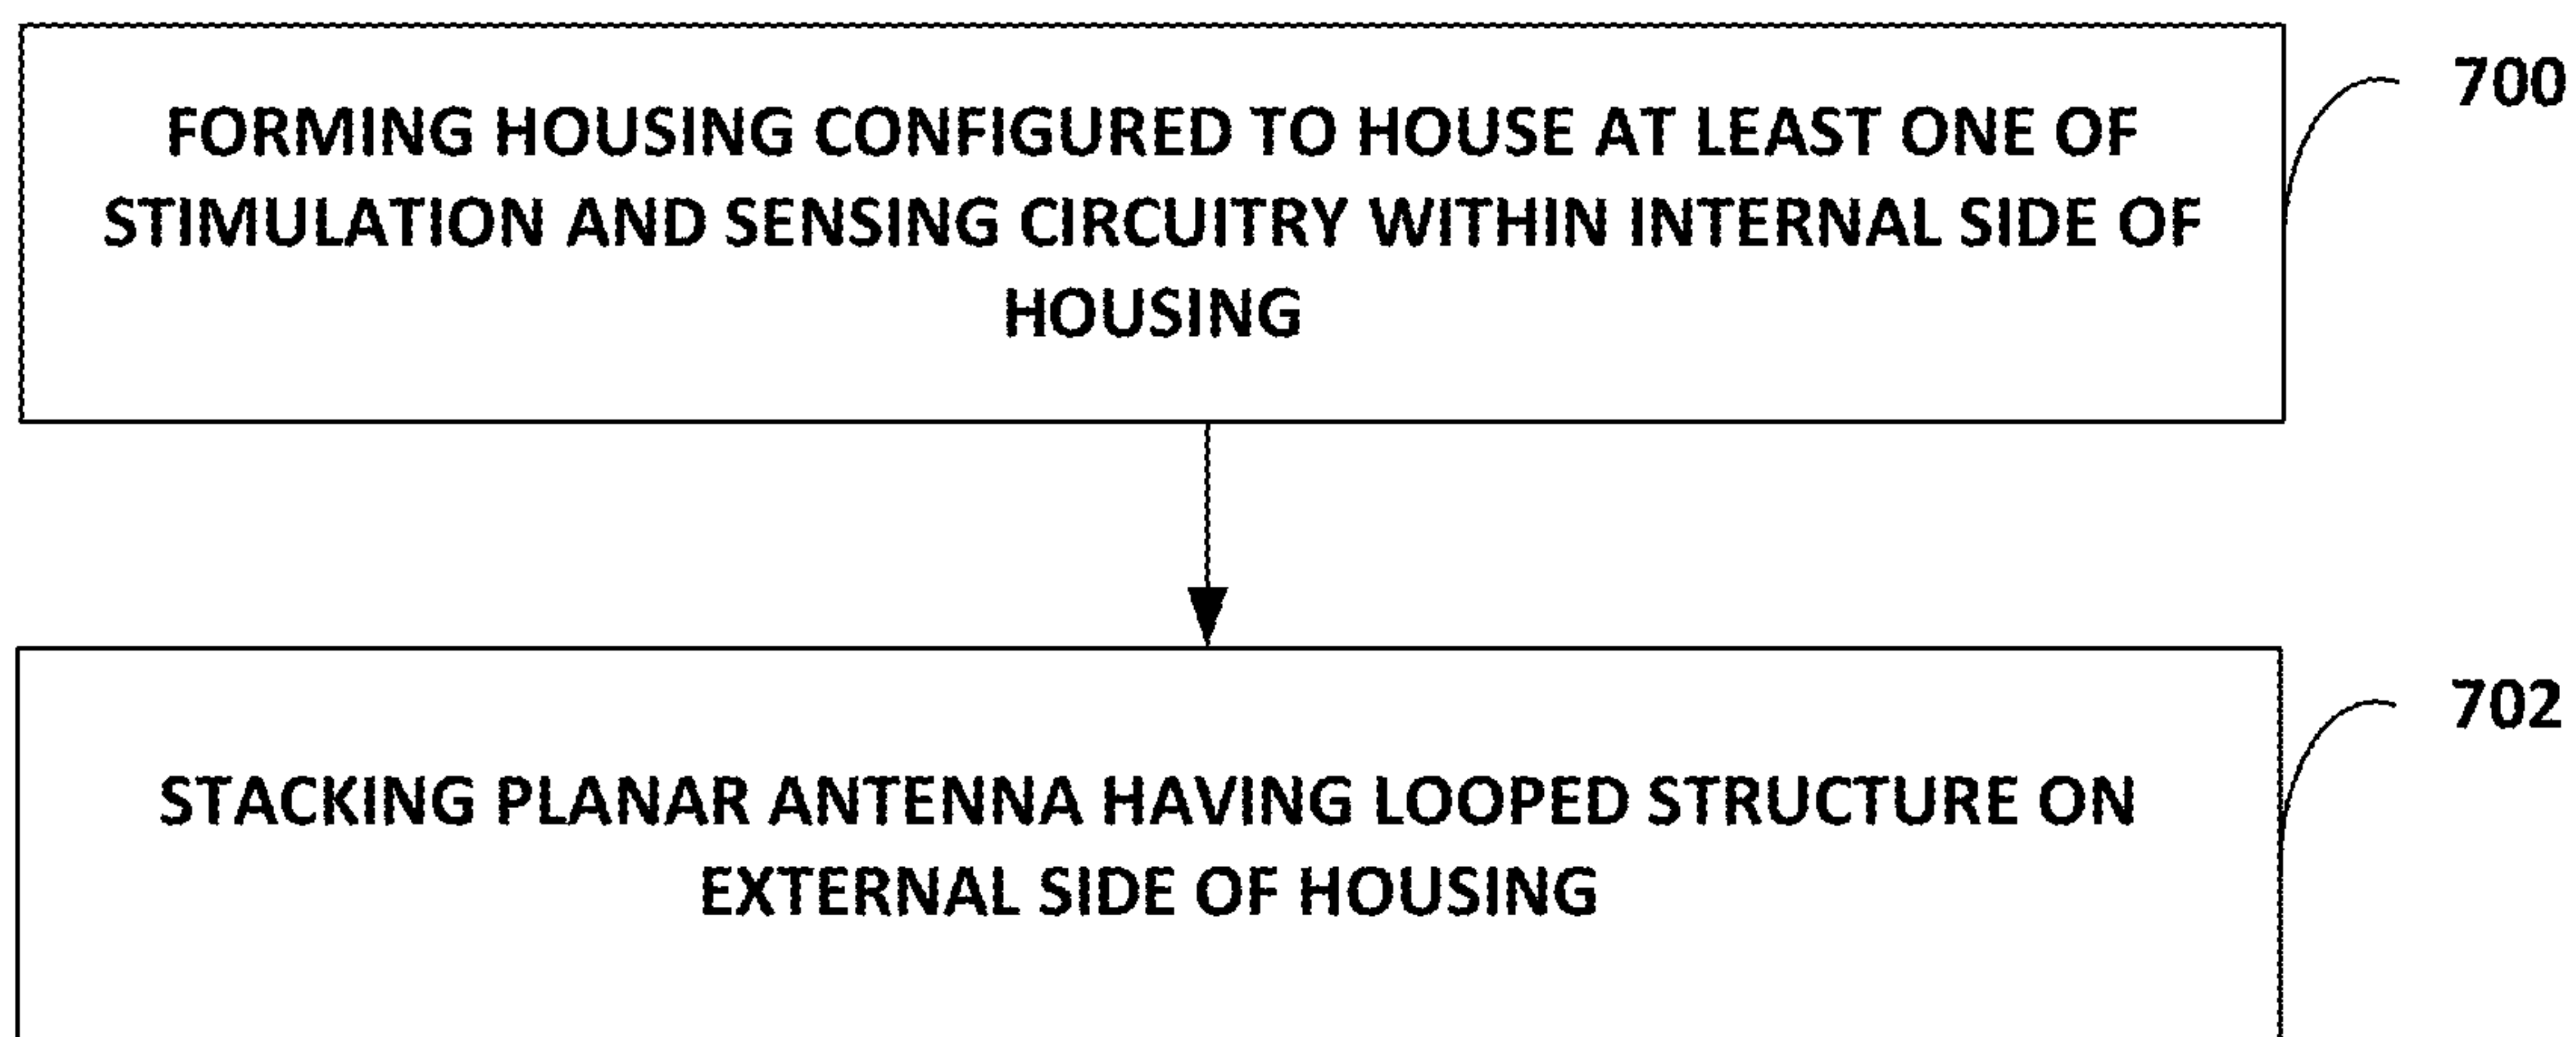 700
FORMING HOUSING CONFIGURED TO HOUSE AT LEAST ONE OF
STIMULATION AND SENSING CIRCUITRY WITHIN INTERNAL SIDE OF
HOUSING
702
STACKING PLANAR ANTENNA HAVING LOOPED STRUCTURE ON
EXTERNAL SIDE OF HOUSING